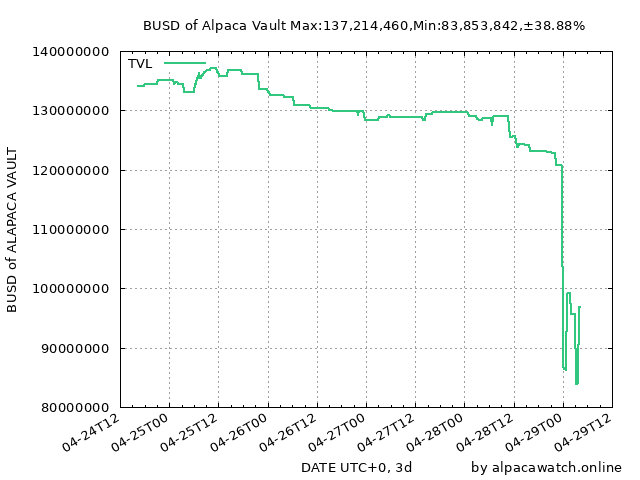 BUSD of Alpaca Vault Max:137,214,460,Min:83,853,842,±38.88%
TVL
140000000
130000000
120000000
110000000
100000000
90000000
80000000
BUSD of ALAPACA VAULT
04-24T12
04-25T00
04-25T12
04-26T00
04-26T12
04-27T00
04-27T12
04-28T00
04-28T12
04-29T00
04-29T12
DATE UTC+0, 3d
by alpacawatch.online